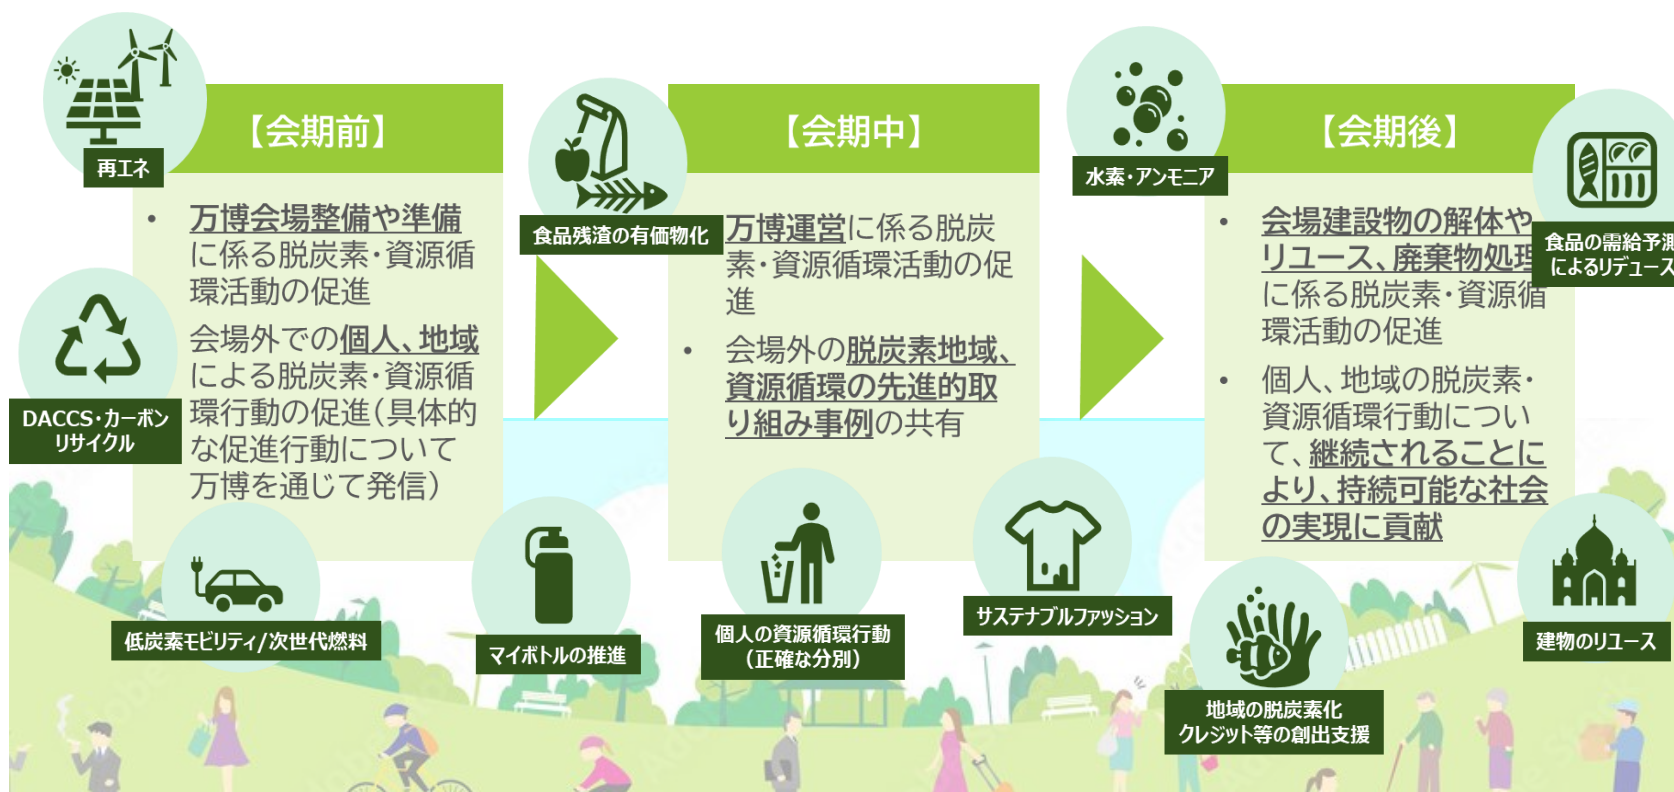 再エネ
【会期前】
• 万博会場整備や準備
に係る脱炭素・資源循
環活動の促進
会場外での個人、地域
による脱炭素・資源循
環行動の促進（具体的
な促進行動について
万博を通じて発信）
DACCS・カーボン
リサイクル
低炭素モビリティ/次世代燃料
食品残渣の有価物化
【会期中】
万博運営に係る脱炭
素・資源循環活動の促
進
• 会場外の脱炭素地域、
資源循環の先進的取
り組み事例の共有
マイボトルの推進
個人の資源循環行動
（正確な分別）
サステナブルファッション
水素・アンモニア
【会期後】
• 会場建設物の解体や
リユース、廃棄物処理
に係る脱炭素・資源循
環活動の促進
• 個人、地域の脱炭素・
資源循環行動につい
て、継続されることに
より、持続可能な社会
の実現に貢献
食品の需給予測
によるリデュース
地域の脱炭素化
クレジット等の創出支援
建物のリユース